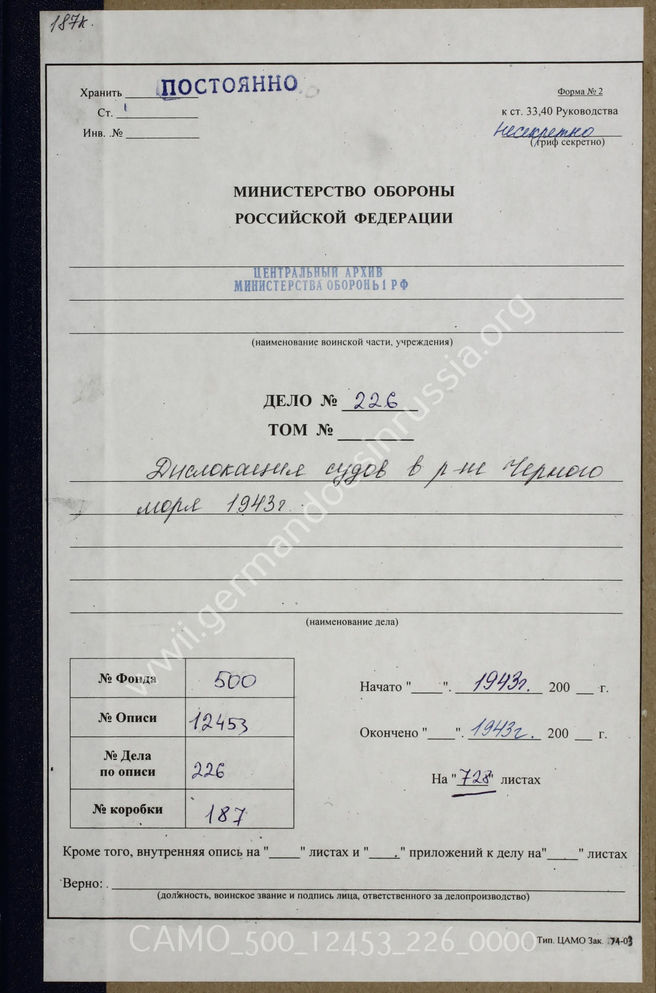 187к.
Хранить ПОСТОЯННО
Форма № 2
Ст.
к ст. 33,40 Руководства
Инв. №
несекретно
(гриф секретно)
МИНИСТЕРСТВО ОБОРОНЫ
РОССИЙСКОЙ ФЕДЕРАЦИИ
ЦЕНТРАЛЬНЫЙ АРХИВ
МИНИСТЕРСТВА ОБОРОНЫ РФ
(наименование воинской части, учреждения)
ДЕЛО № 226
ТОМ №
Дислокация судов в р-не Черного
моря 1943г.
(наименование дела)
№ Фонда 500
№ Описи 12453
№ Дела
по описи 226
№ коробки 187
Начато "___". 1943г. 200 __ г.
Окончено "___". 1943г. 200 __ г.
На "728" листах
Кроме того, внутренняя опись на "____" листах и "____" приложений к делу на"____" листах
Верно:
(должность, воинское звание и подпись лица, ответственного за делопроизводство)
Тип. ЦАМО Зак. 74-03
CAMO_500_12453_226_0000
www.germandocsinrussia.org